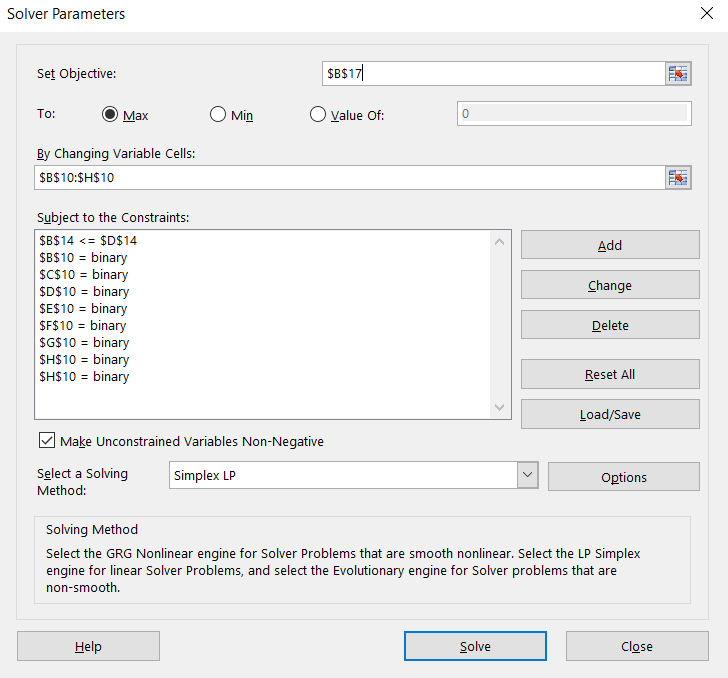 Solver Parameters
Set Objective:
$B$17
To:
Max
Min
Value Of:
0
By Changing Variable Cells:
$B$10:$H$10
Subject to the Constraints:
$B$14 <= $D$14
$B$10 = binary
$C$10 = binary
$D$10 = binary
$E$10 = binary
$F$10 = binary
$G$10 = binary
$H$10 = binary
$H$10 = binary
Add
Change
Delete
Reset All
Load/Save
Make Unconstrained Variables Non-Negative
Select a Solving
Method:
Simplex LP
Options
Solving Method
Select the GRG Nonlinear engine for Solver Problems that are smooth nonlinear. Select the LP Simplex
engine for linear Solver Problems, and select the Evolutionary engine for Solver problems that are
non-smooth.
Help
Solve
Close